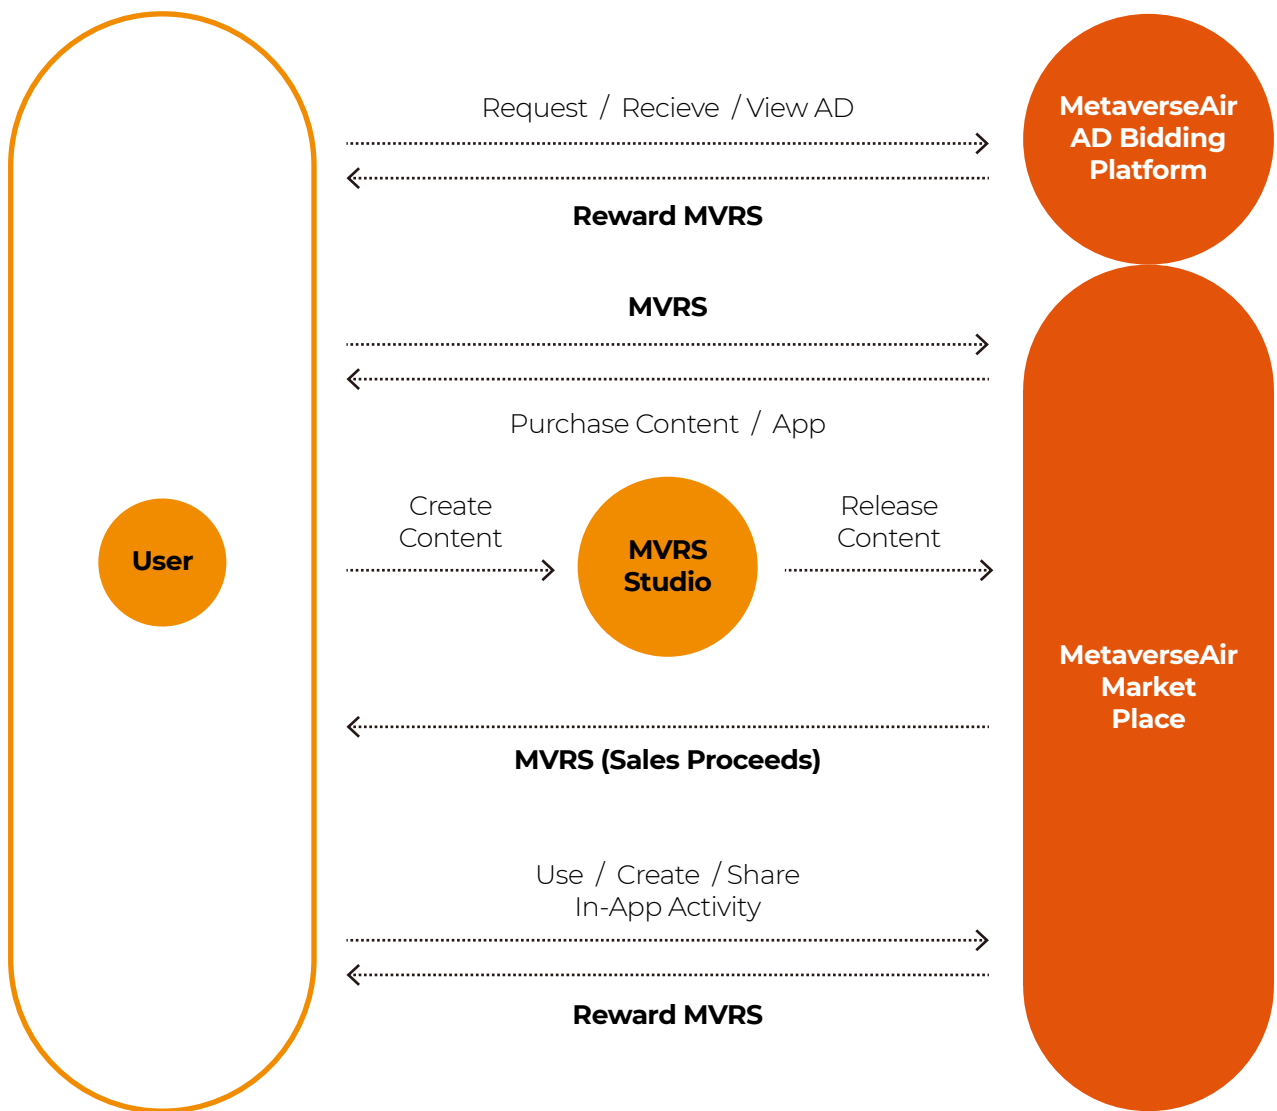 Request / Recieve / View AD
MetaverseAir
AD Bidding
Platform
Reward MVRS
MVRS
Purchase Content / App
User
Create
Content
MVRS
Studio
Release
Content
MetaverseAir
Market
Place
MVRS (Sales Proceeds)
Use / Create / Share
In-App Activity
Reward MVRS